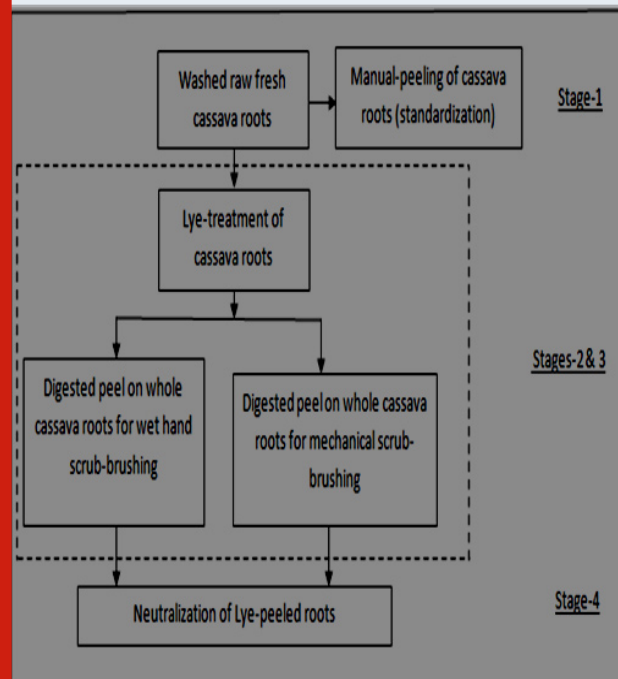 Washed raw fresh
cassava roots
Manual-peeling of cassava
roots (standardization)
Stage-1
Lye-treatment of
cassava roots
Stages-2& 3
Digested peel on whole
cassava roots for wet hand
scrub-brushing
Digested peel on whole cassava
roots for mechanical scrub-
brushing
Neutralization of Lye-peeled roots
Stage-4